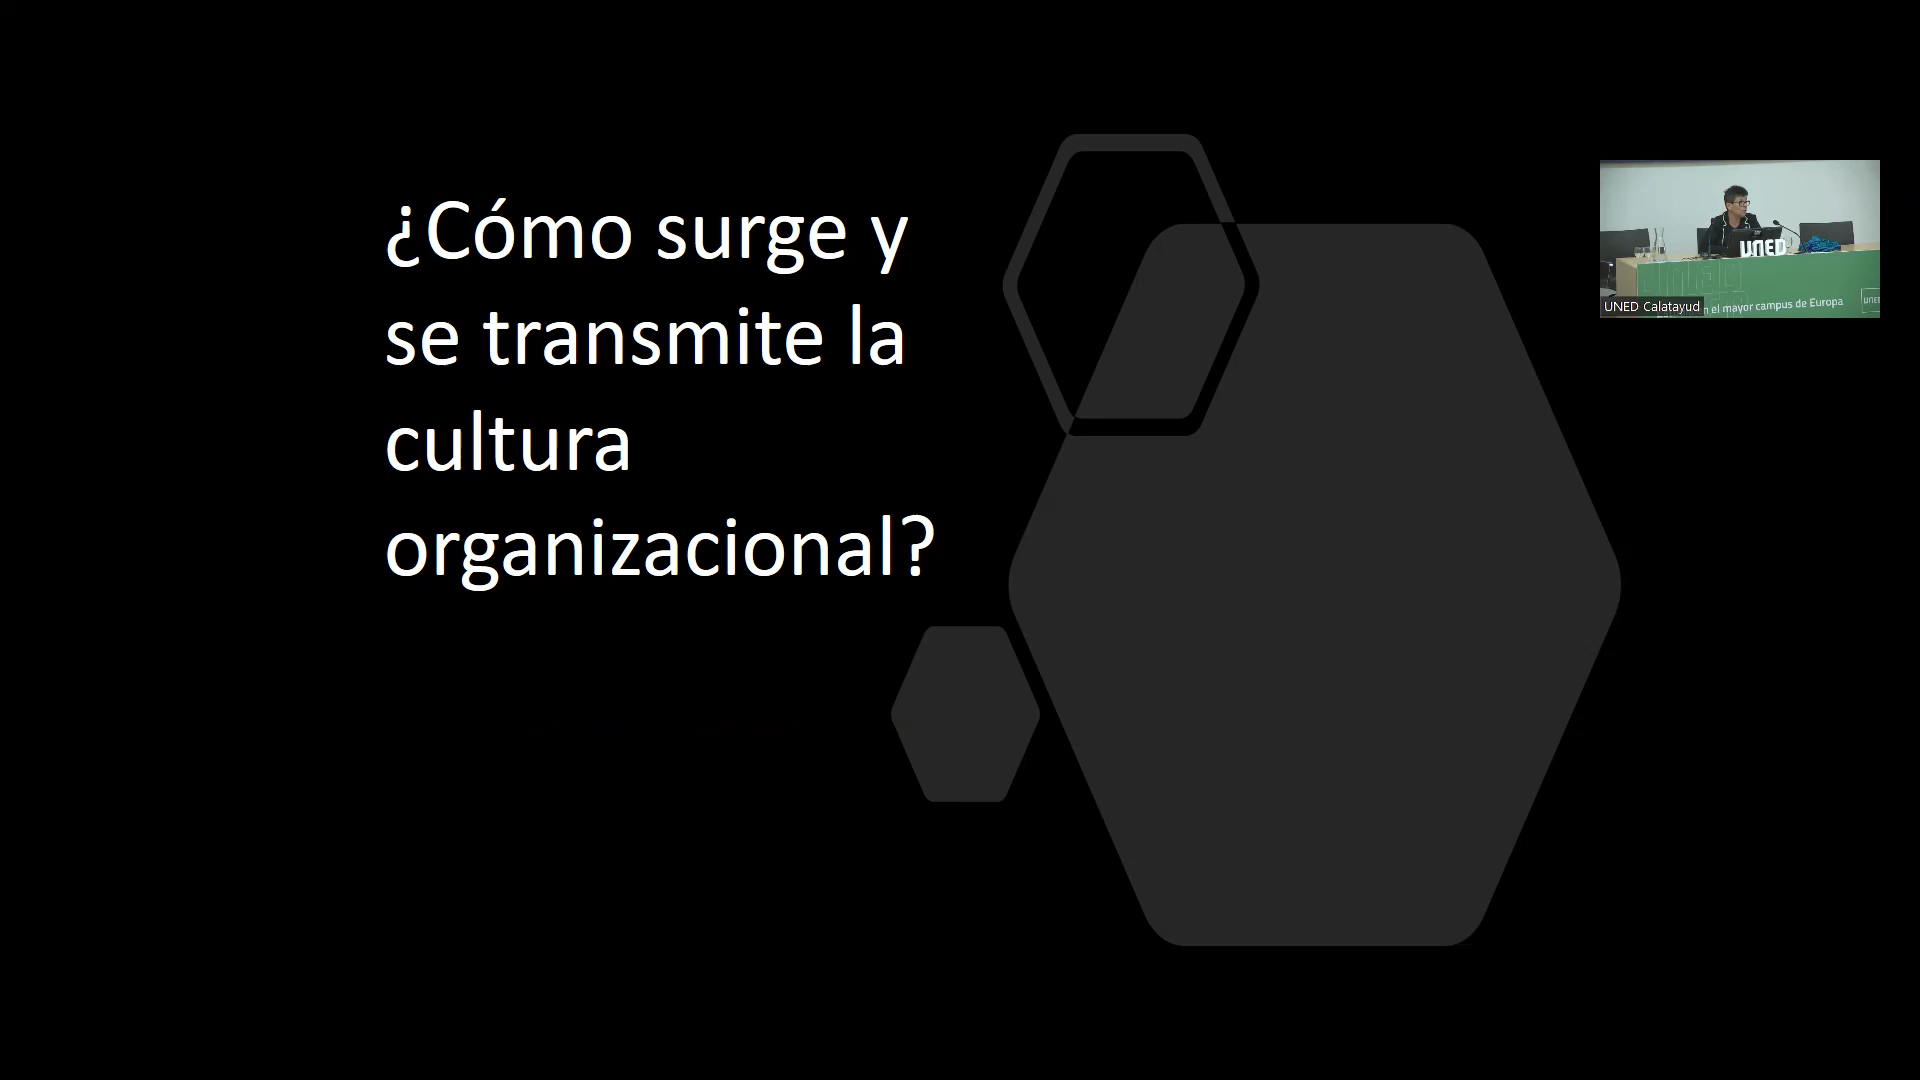 ¿Cómo surge y
se transmite la
cultura
organizacional?
UNED
UNED Calatayud
n el mayor campus de Europa